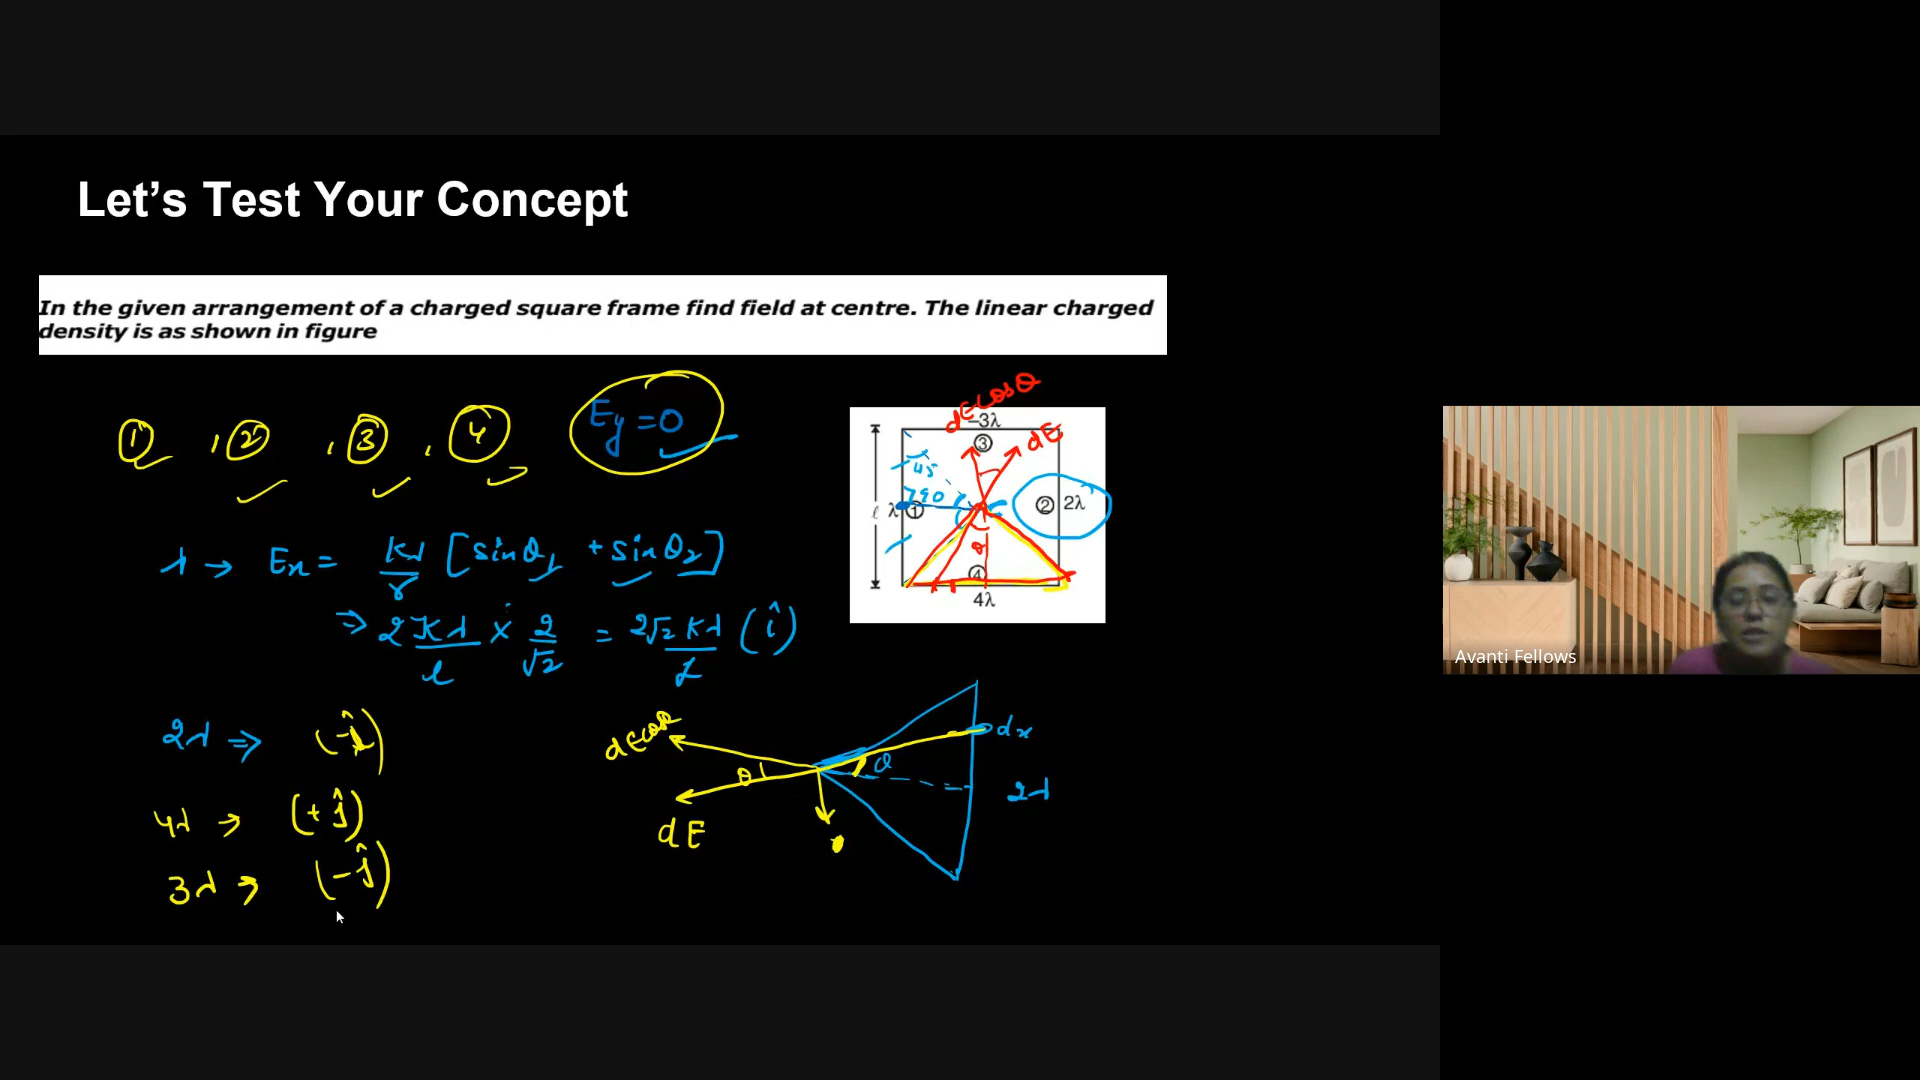 Let’s Test Your Concept
In the given arrangement of a charged square frame find field at centre. The linear charged
density is as shown in figure
① , ② , ③ , ④ Ey = 0
λ → Ex = Kλ/r [sinθ1 + sinθ2]
⇒ 2Kλ/l × 2/√2 = 2√2 Kλ/l (î)
2λ ⇒ (-î)
4λ → (+ĵ)
3λ → (-ĵ)
dE cosθ
-3λ
③
dE
45
90
l
λ ①
② 2λ
θ
④
4λ
dE cosθ
θ
dE
θ
dx
2λ
Avanti Fellows